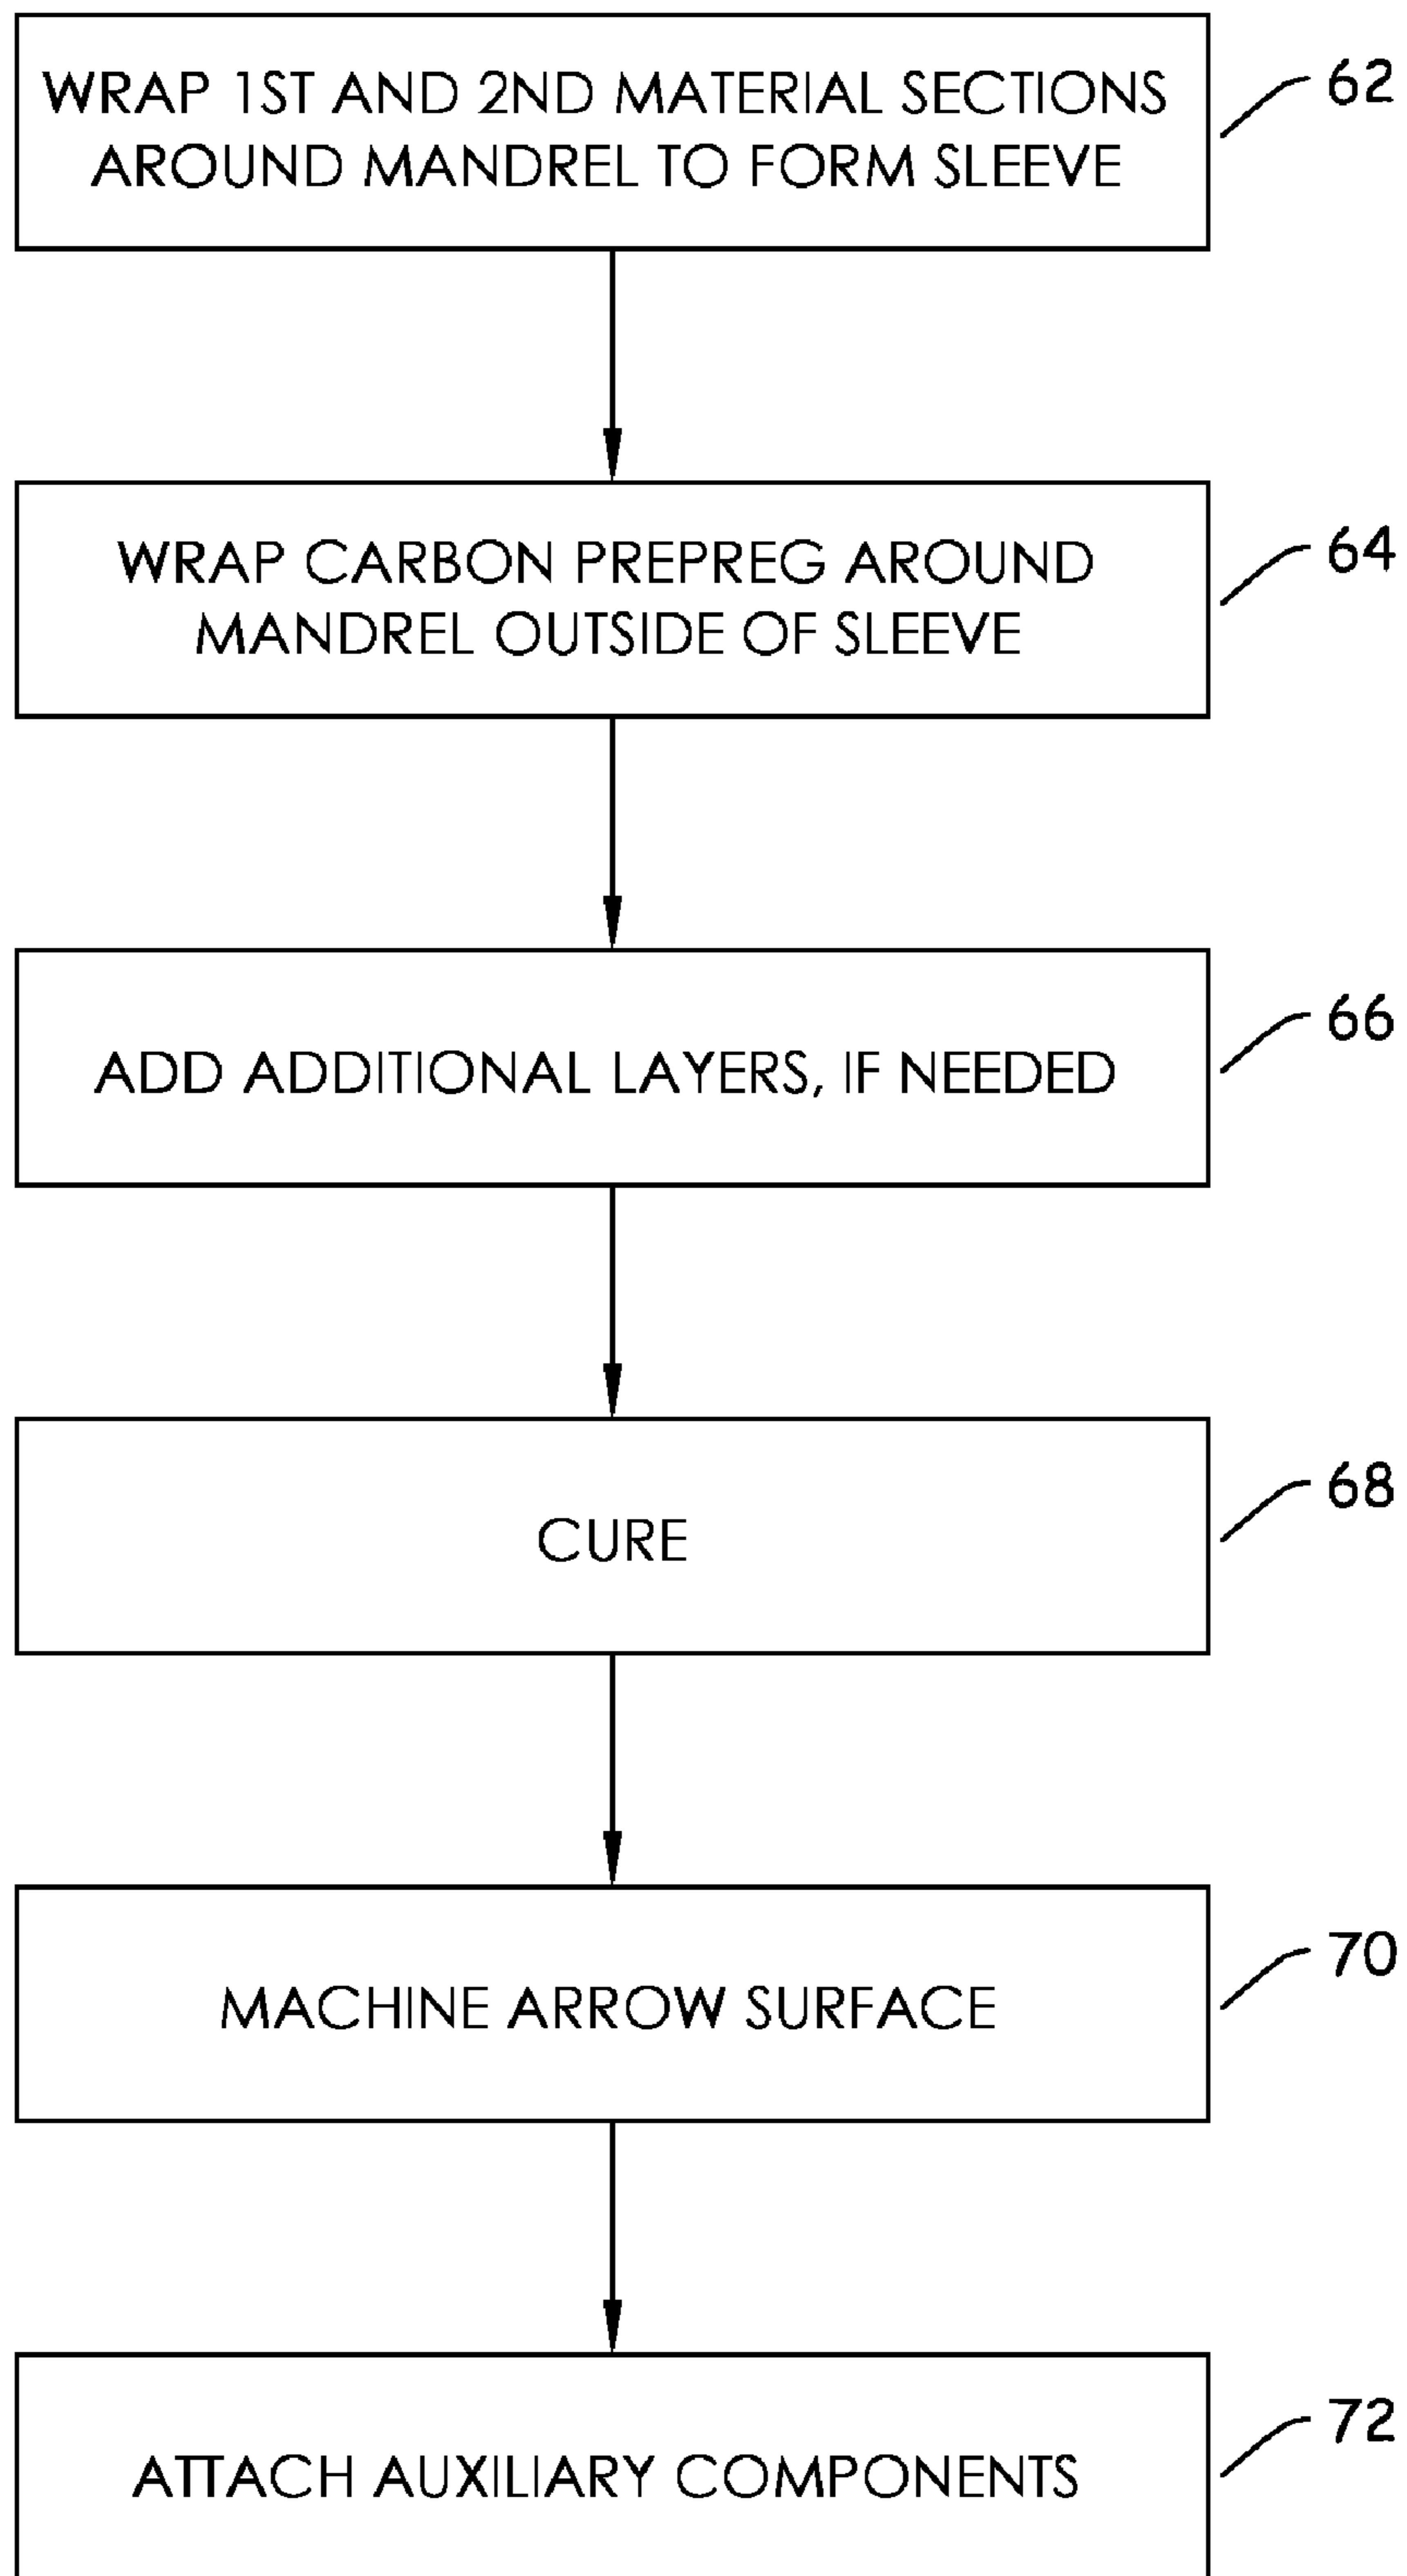 WRAP 1ST AND 2ND MATERIAL SECTIONS
AROUND MANDREL TO FORM SLEEVE
62
WRAP CARBON PREPREG AROUND
MANDREL OUTSIDE OF SLEEVE
64
ADD ADDITIONAL LAYERS, IF NEEDED
66
CURE
68
MACHINE ARROW SURFACE
70
ATTACH AUXILIARY COMPONENTS
72